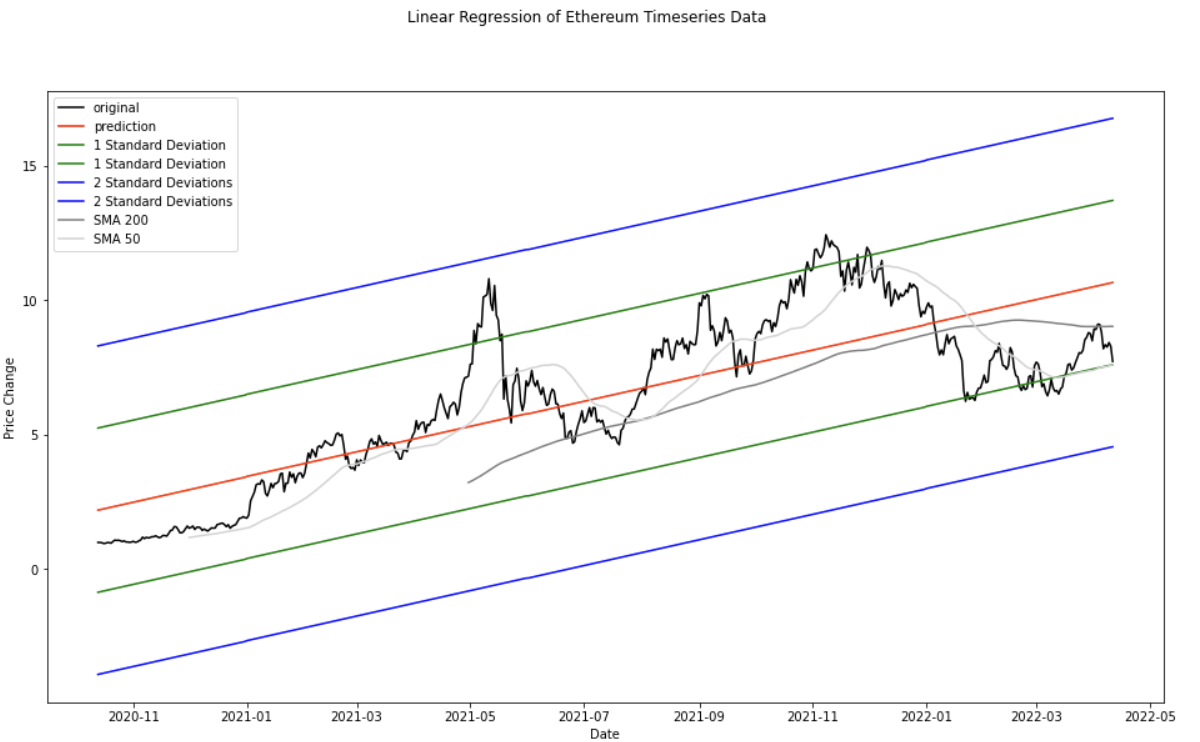 Linear Regression of Ethereum Timeseries Data
original
prediction
1 Standard Deviation
1 Standard Deviation
2 Standard Deviations
2 Standard Deviations
SMA 200
SMA 50
Price Change
15
10
5
0
2020-11 2021-01 2021-03 2021-05 2021-07 2021-09 2021-11 2022-01 2022-03 2022-05
Date